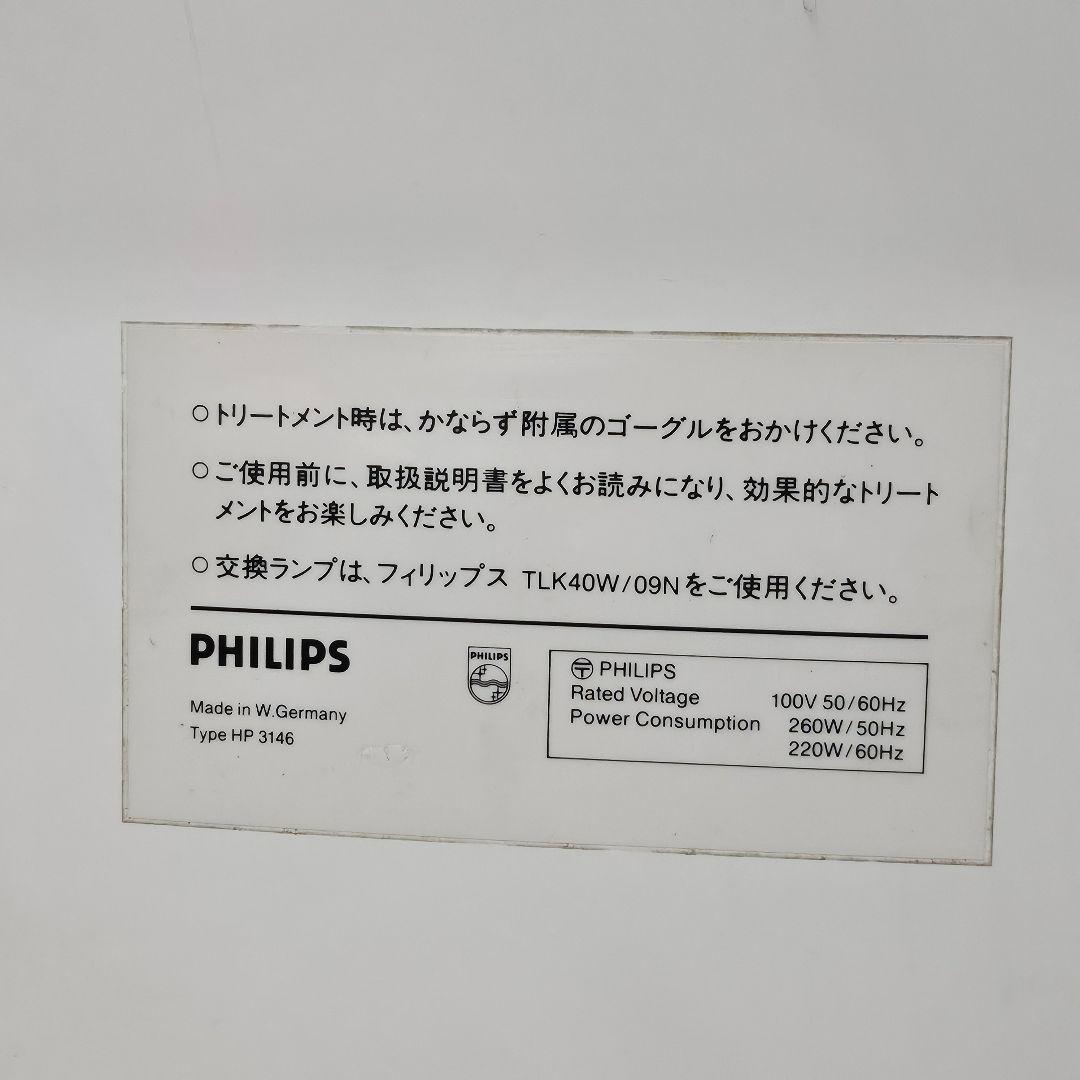 ○トリートメント時は、かならず附属のゴーグルをおかけください。
○ご使用前に、取扱説明書をよくお読みになり、効果的なトリート
メントをお楽しみください。
○交換ランプは、フィリップス TLK40W/09Nをご使用ください。
PHILIPS
Made in W.Germany
Type HP 3146
PHILIPS
〒 PHILIPS
Rated Voltage 100V 50/60Hz
Power Consumption 260W/50Hz
220W/60Hz